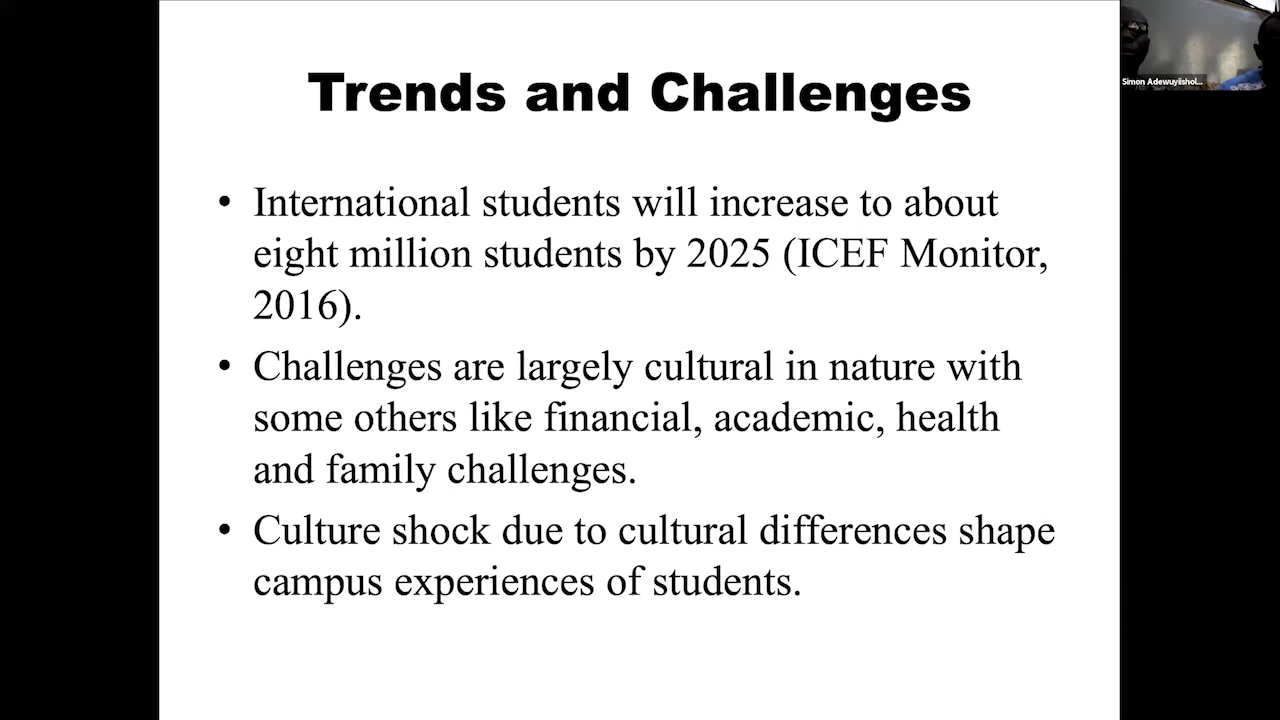 Trends and Challenges
• International students will increase to about
eight million students by 2025 (ICEF Monitor,
2016).
• Challenges are largely cultural in nature with
some others like financial, academic, health
and family challenges.
• Culture shock due to cultural differences shape
campus experiences of students.
Simon Adewuyiishol...